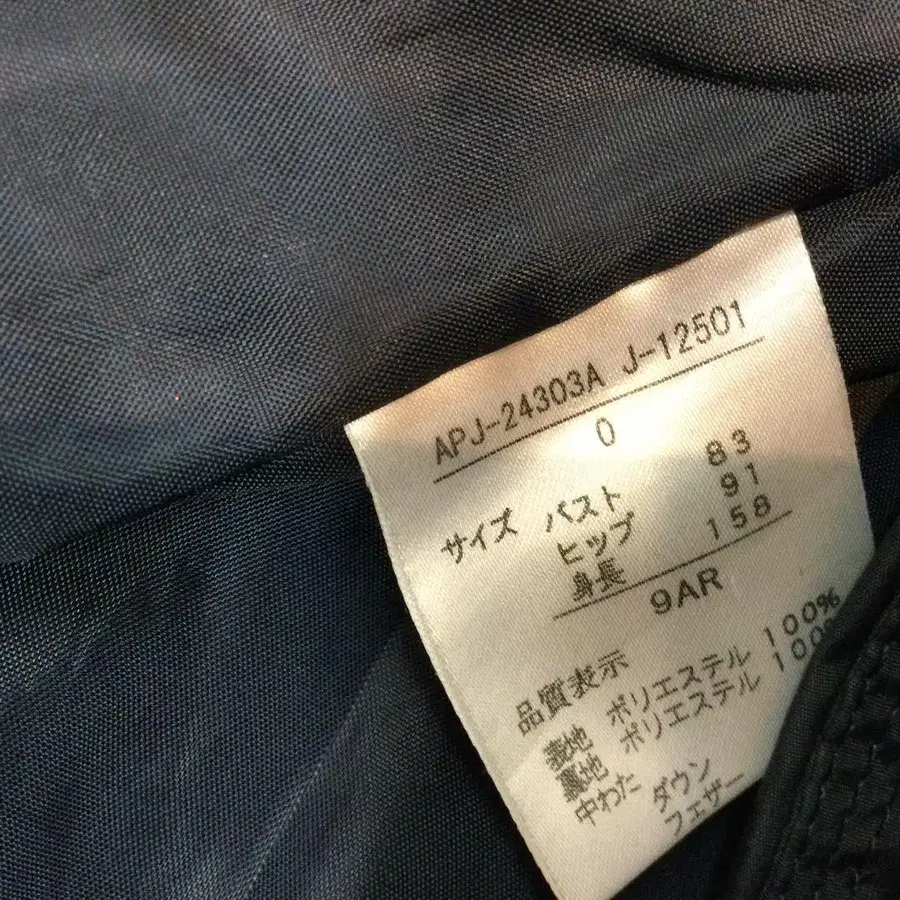 APJ-24303A J-12501
0
サイズ バスト 83
ヒップ 91
身長 158
9AR
品質表示
表地 ポリエステル 100%
裏地 ポリエステル 100%
中わた ダウン
フェザー